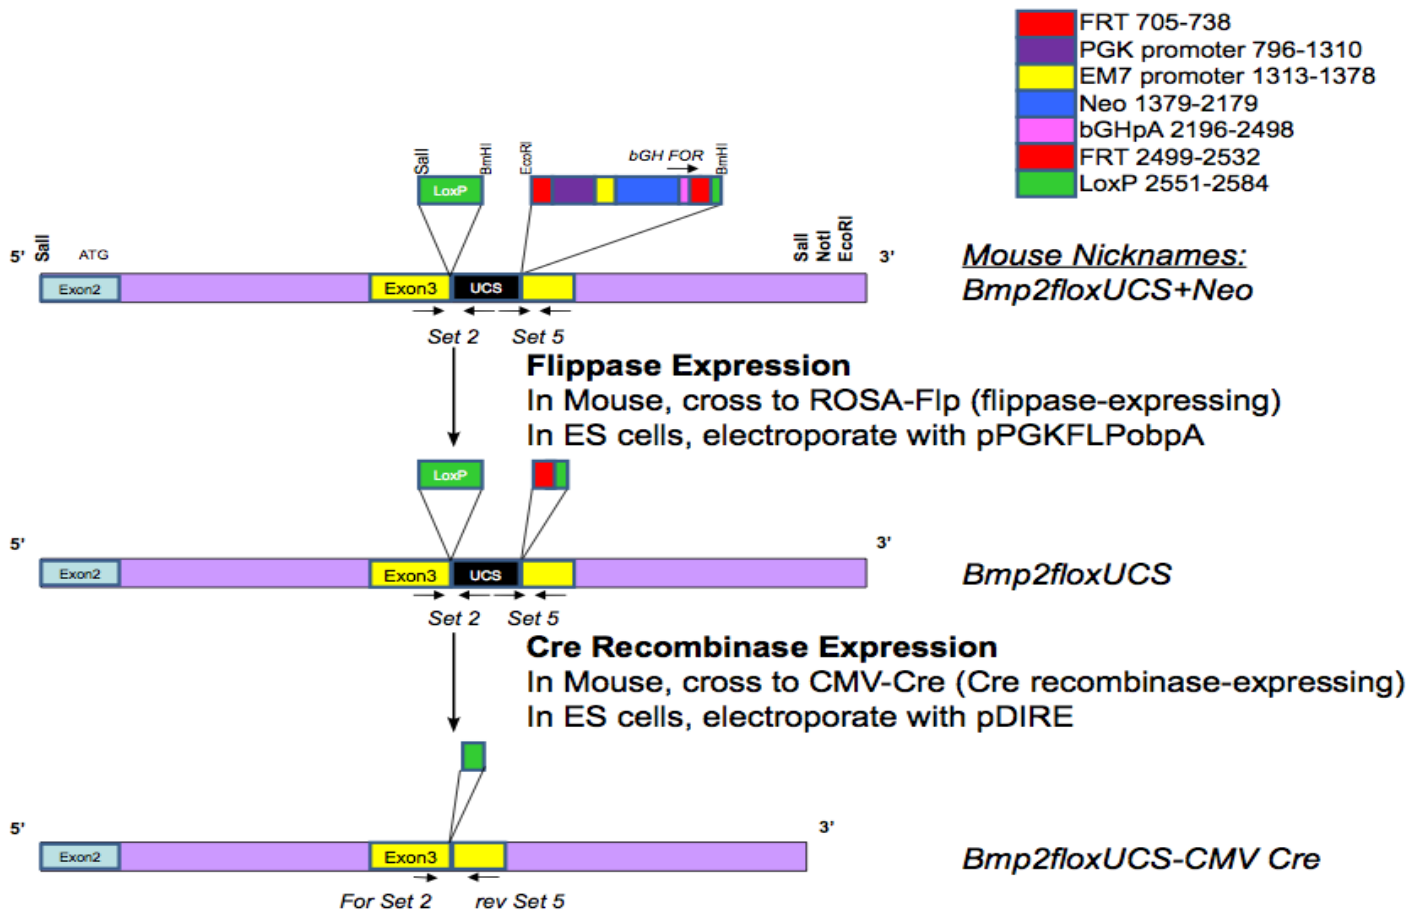 FRT 705-738
PGK promoter 796-1310
EM7 promoter 1313-1378
Neo 1379-2179
bGHpA 2196-2498
FRT 2499-2532
LoxP 2551-2584
SalI
BmHI
EcoRI
bGH FOR
BmHI
LoxP
5'
SalI
ATG
SalI
NotI
EcoRI
3'
Mouse Nicknames:
Bmp2floxUCS+Neo
Exon2
Exon3
UCS
Set 2
Set 5
Flippase Expression
In Mouse, cross to ROSA-Flp (flippase-expressing)
In ES cells, electroporate with pPGKFLPobpA
LoxP
5'
3'
Exon2
Exon3
UCS
Bmp2floxUCS
Set 2
Set 5
Cre Recombinase Expression
In Mouse, cross to CMV-Cre (Cre recombinase-expressing)
In ES cells, electroporate with pDIRE
5'
3'
Exon2
Exon3
Bmp2floxUCS-CMV Cre
For Set 2
rev Set 5